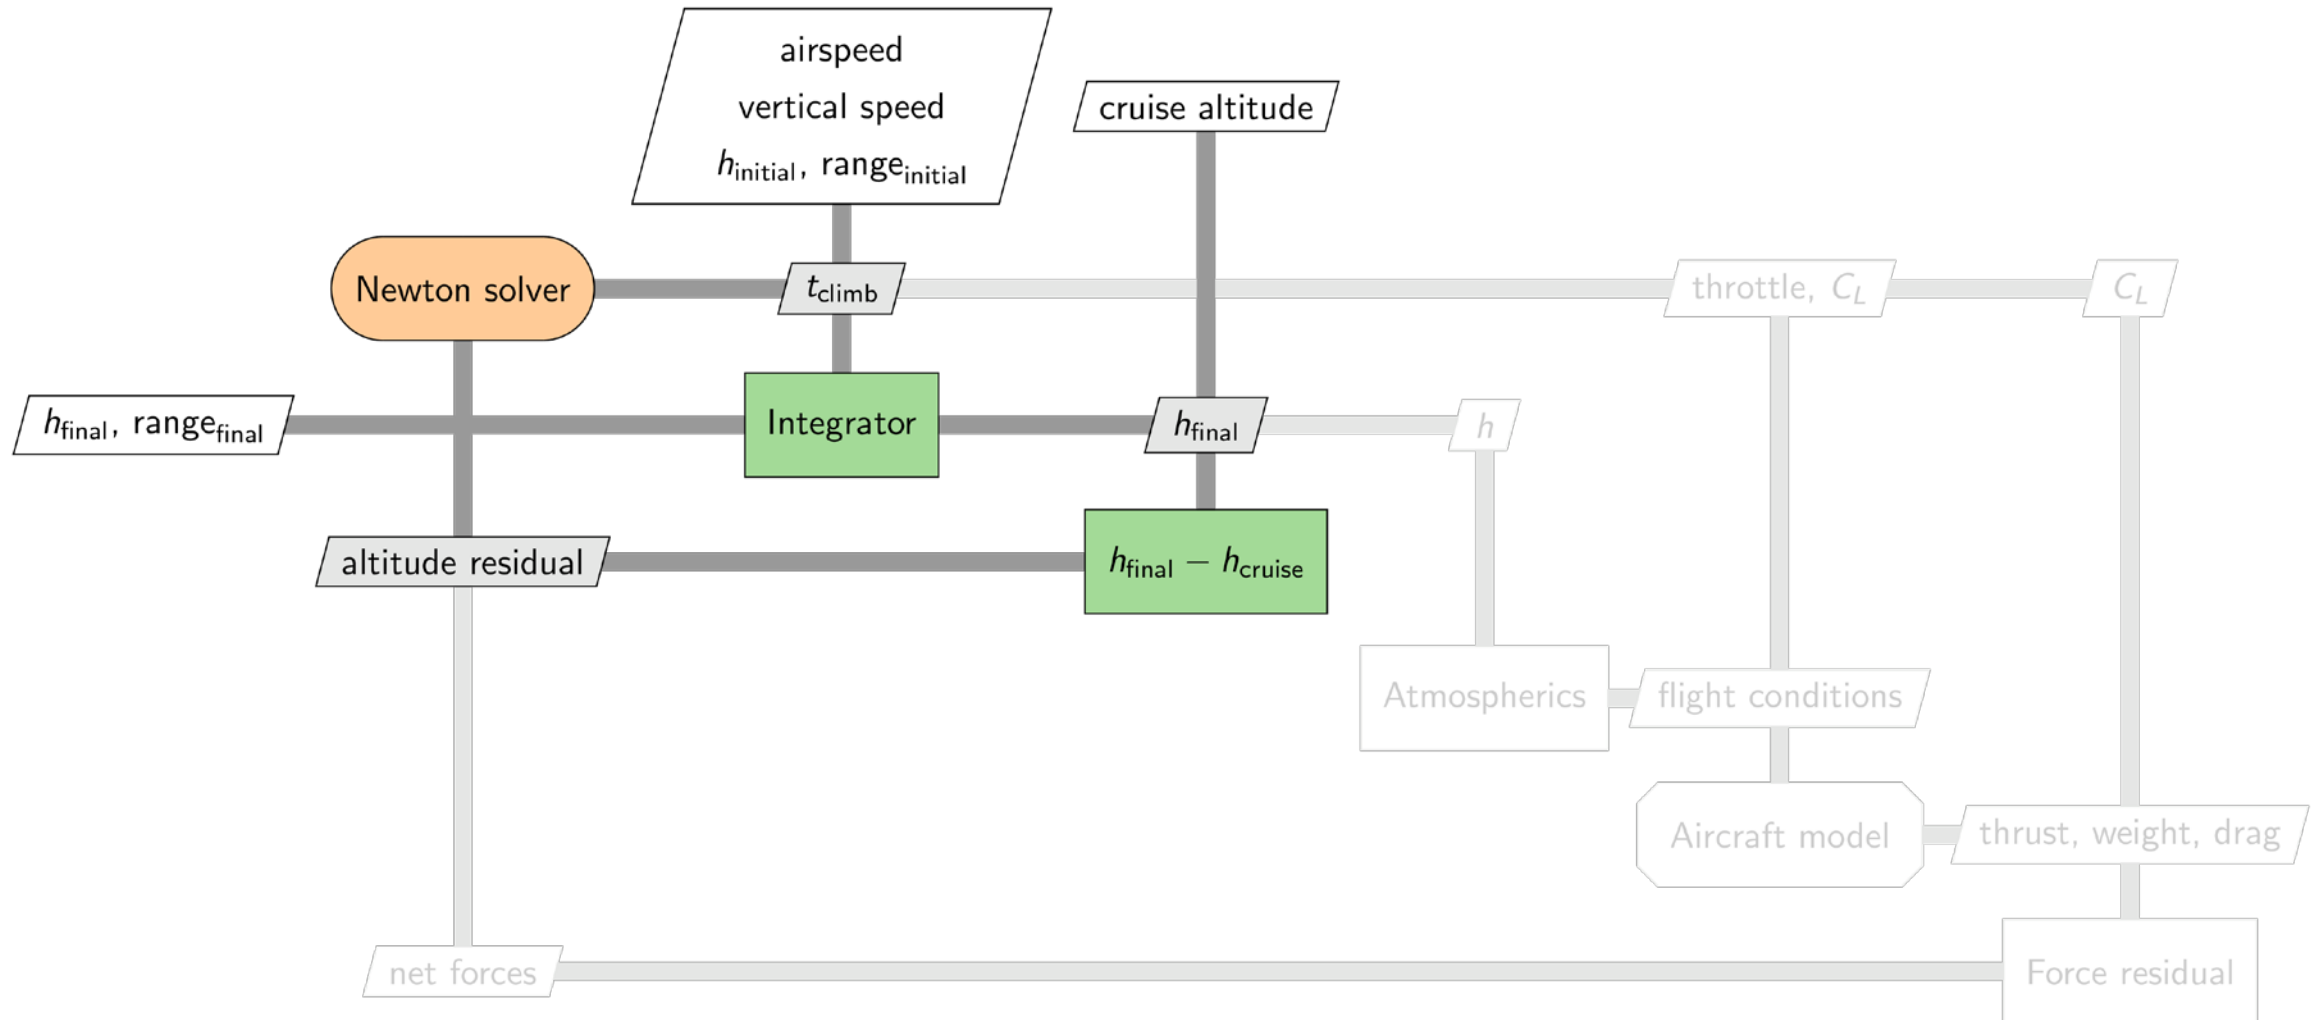 airspeed
vertical speed
h_initial, range_initial
cruise altitude
Newton solver
t_climb
throttle, C_L
C_L
h_final, range_final
Integrator
h_final
h
altitude residual
h_final − h_cruise
Atmospherics
flight conditions
Aircraft model
thrust, weight, drag
net forces
Force residual